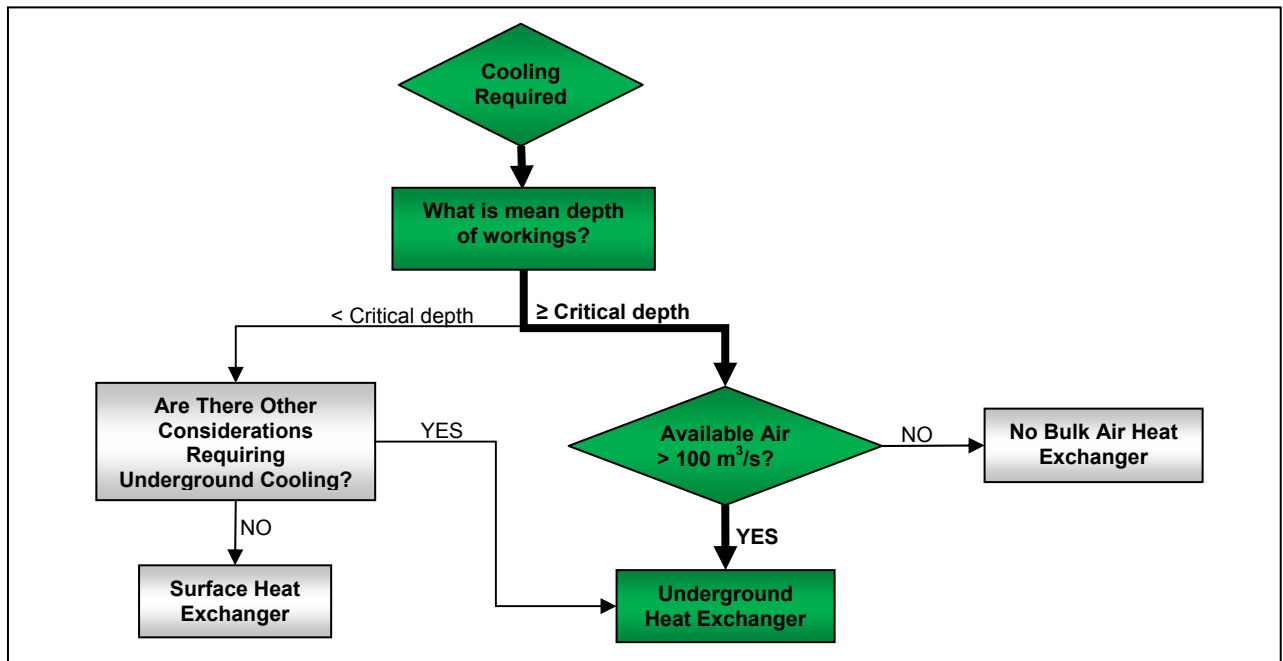 Cooling
Required
What is mean depth
of workings?
< Critical depth
≥ Critical depth
Are There Other
Considerations
Requiring
Underground Cooling?
YES
Available Air
> 100 m³/s?
NO
No Bulk Air Heat
Exchanger
NO
YES
Surface Heat
Exchanger
Underground
Heat Exchanger